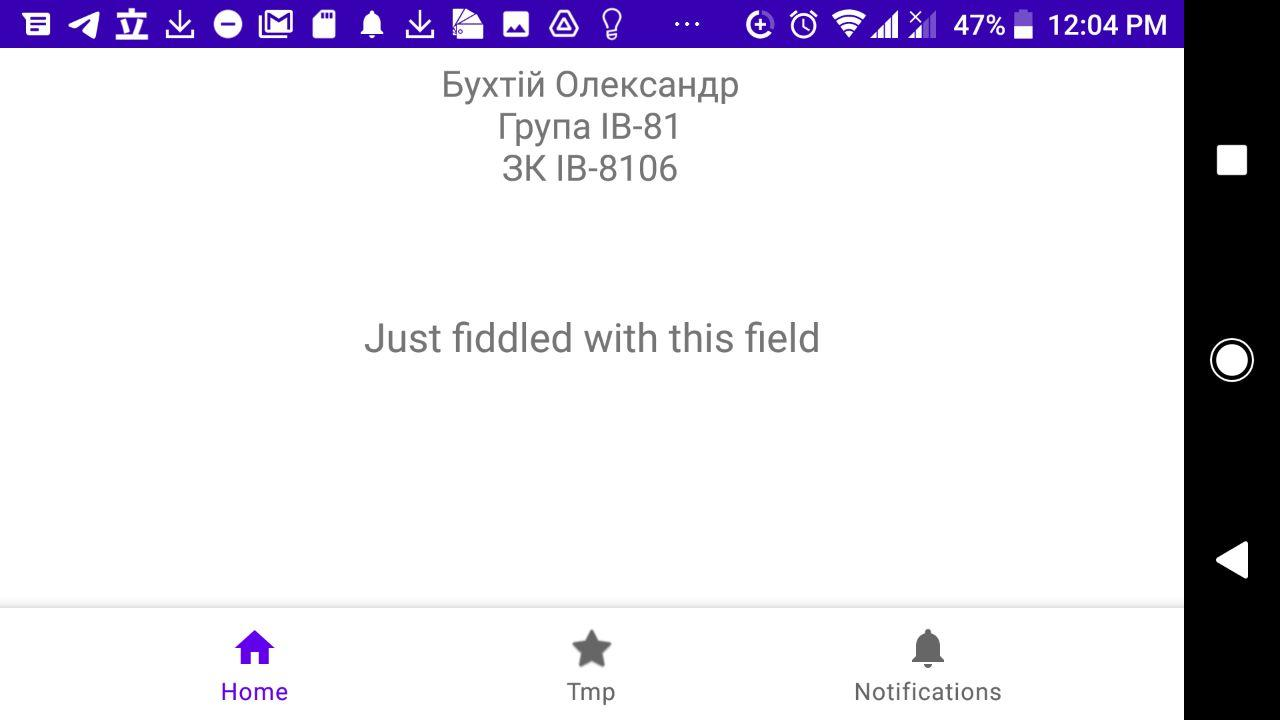 立 47% 12:04 PM
Бухтій Олександр
Група ІВ-81
ЗК ІВ-8106
Just fiddled with this field
Home Tmp Notifications